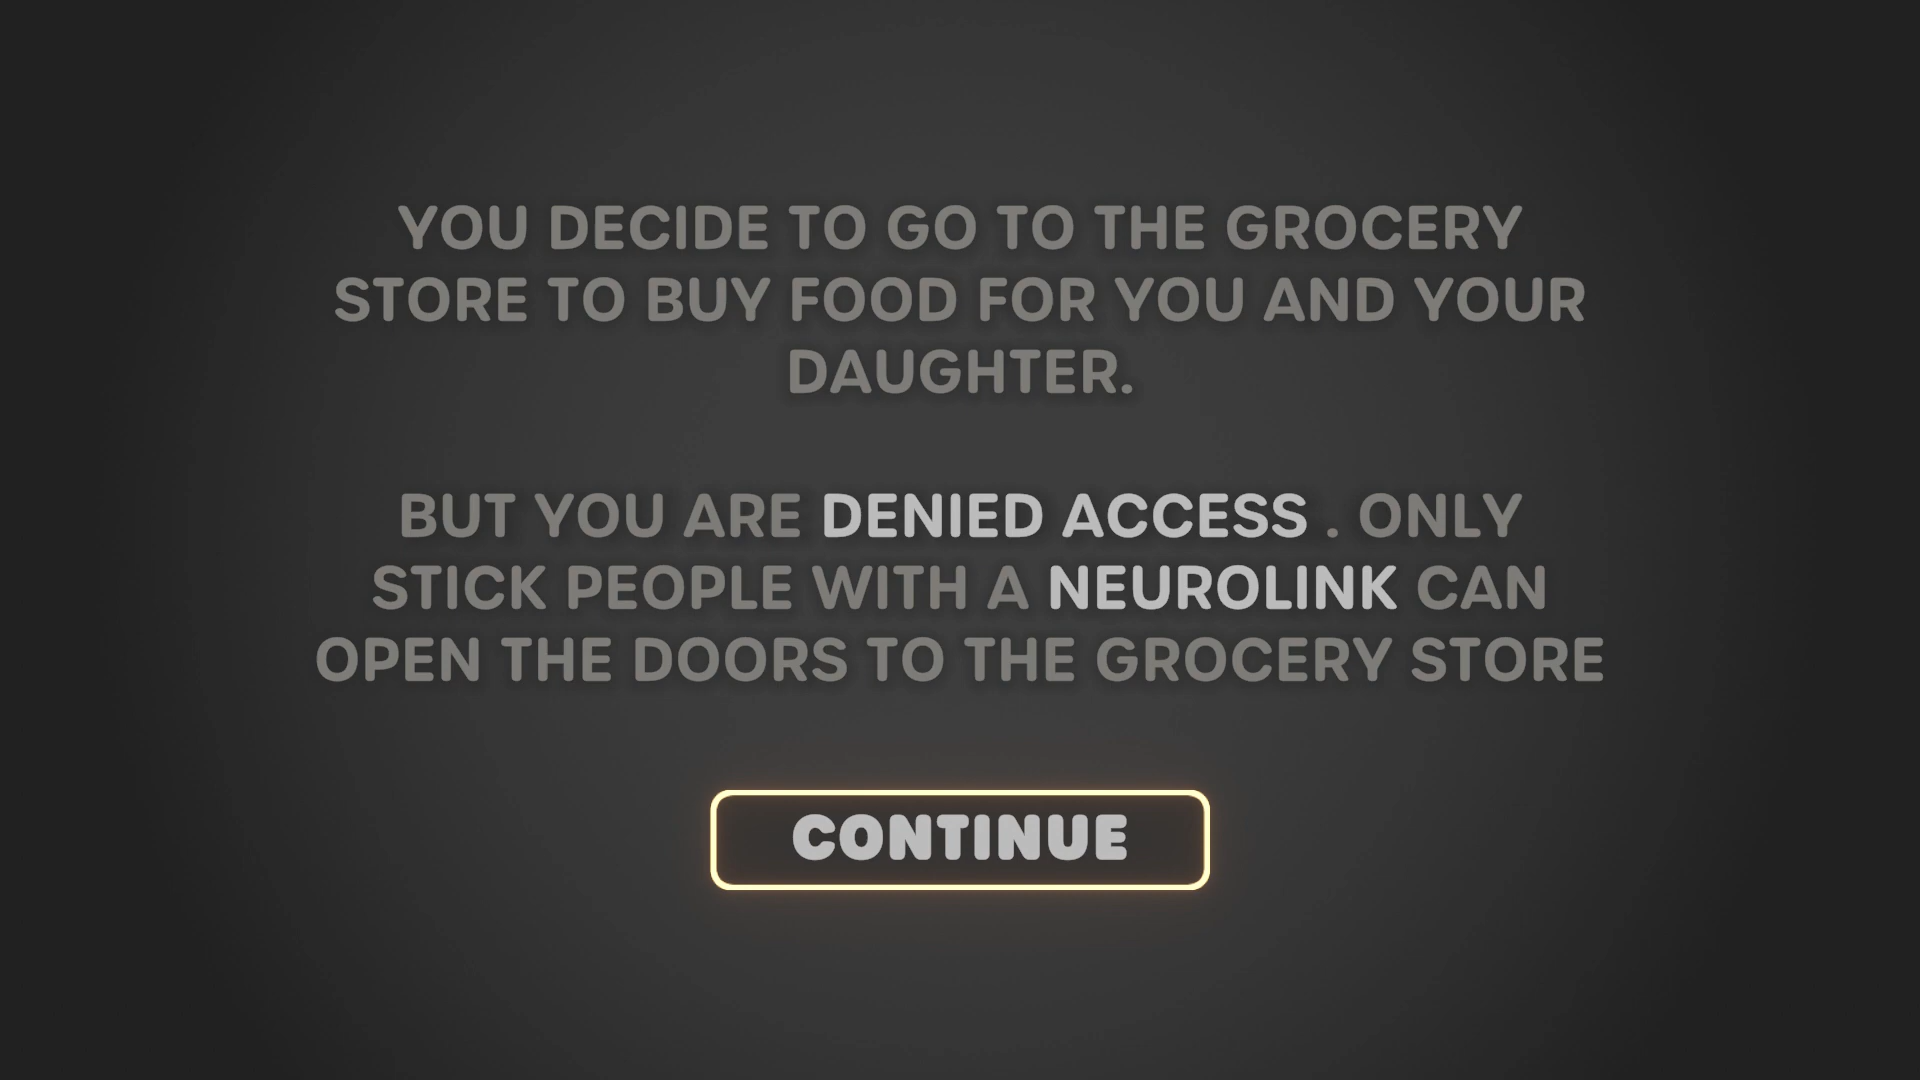 YOU DECIDE TO GO TO THE GROCERY
STORE TO BUY FOOD FOR YOU AND YOUR
DAUGHTER.
BUT YOU ARE DENIED ACCESS . ONLY
STICK PEOPLE WITH A NEUROLINK CAN
OPEN THE DOORS TO THE GROCERY STORE
CONTINUE